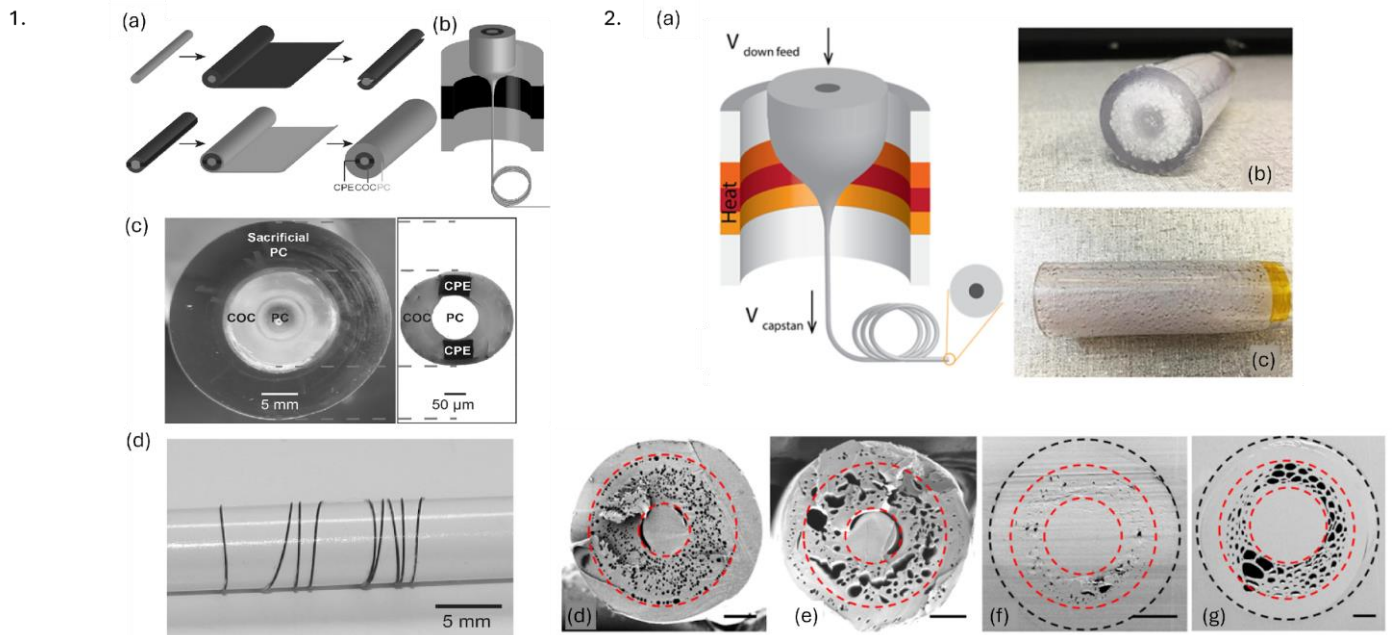 1.
(a)
(b)
CPE COC PC
(c)
Sacrificial
PC
COC
PC
5 mm
CPE
COC
PC
CPE
50 μm
(d)
5 mm
2.
(a)
V down feed
Heat
V capstan
(b)
(c)
(d)
(e)
(f)
(g)